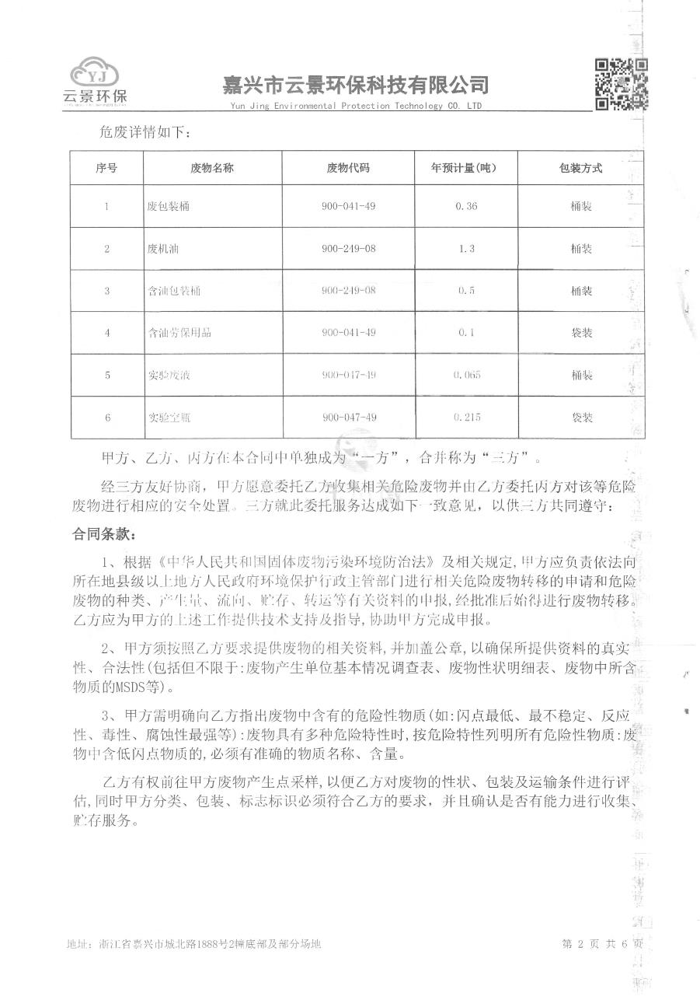 YJ
云景环保
嘉兴市云景环保科技有限公司
Yun Jing Environmental Protection Technology CO. LTD
危废详情如下：
序号 废物名称 废物代码 年预计量(吨) 包装方式
1 废包装桶 900-041-49 0.36 桶装
2 废机油 900-249-08 1.3 桶装
3 含油包装桶 900-249-08 0.5 桶装
4 含油劳保用品 900-041-49 0.1 袋装
5 实验废液 900-047-49 0.065 桶装
6 实验空瓶 900-047-49 0.215 袋装
甲方、乙方、丙方在本合同中单独成为“一方”，合并称为“三方”。
经三方友好协商，甲方愿意委托乙方收集相关危险废物并由乙方委托丙方对该等危险
废物进行相应的安全处置。三方就此委托服务达成如下一致意见，以供三方共同遵守：
合同条款：
1、根据《中华人民共和国固体废物污染环境防治法》及相关规定,甲方应负责依法向
所在地县级以上地方人民政府环境保护行政主管部门进行相关危险废物转移的申请和危险
废物的种类、产生量、流向、贮存、转运等有关资料的申报,经批准后始得进行废物转移。
乙方应为甲方的上述工作提供技术支持及指导,协助甲方完成申报。
2、甲方须按照乙方要求提供废物的相关资料,并加盖公章,以确保所提供资料的真实
性、合法性(包括但不限于:废物产生单位基本情况调查表、废物性状明细表、废物中所含
物质的MSDS等)。
3、甲方需明确向乙方指出废物中含有的危险性物质(如:闪点最低、最不稳定、反应
性、毒性、腐蚀性最强等):废物具有多种危险特性时,按危险特性列明所有危险性物质:废
物中含低闪点物质的,必须有准确的物质名称、含量。
乙方有权前往甲方废物产生点采样,以便乙方对废物的性状、包装及运输条件进行评
估,同时甲方分类、包装、标志标识必须符合乙方的要求，并且确认是否有能力进行收集、
贮存服务。
地址：浙江省嘉兴市城北路1888号2幢底部及部分场地
第 2 页 共 6 页